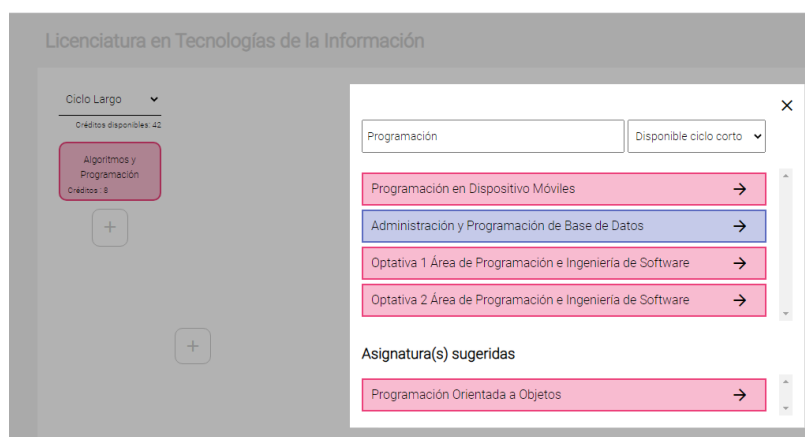 Licenciatura en Tecnologías de la Información
Ciclo Largo
Créditos disponibles: 42
Algoritmos y
Programación
Créditos : 8
Programación
Disponible ciclo corto
Programación en Dispositivo Móviles
Administración y Programación de Base de Datos
Optativa 1 Área de Programación e Ingeniería de Software
Optativa 2 Área de Programación e Ingeniería de Software
Asignatura(s) sugeridas
Programación Orientada a Objetos